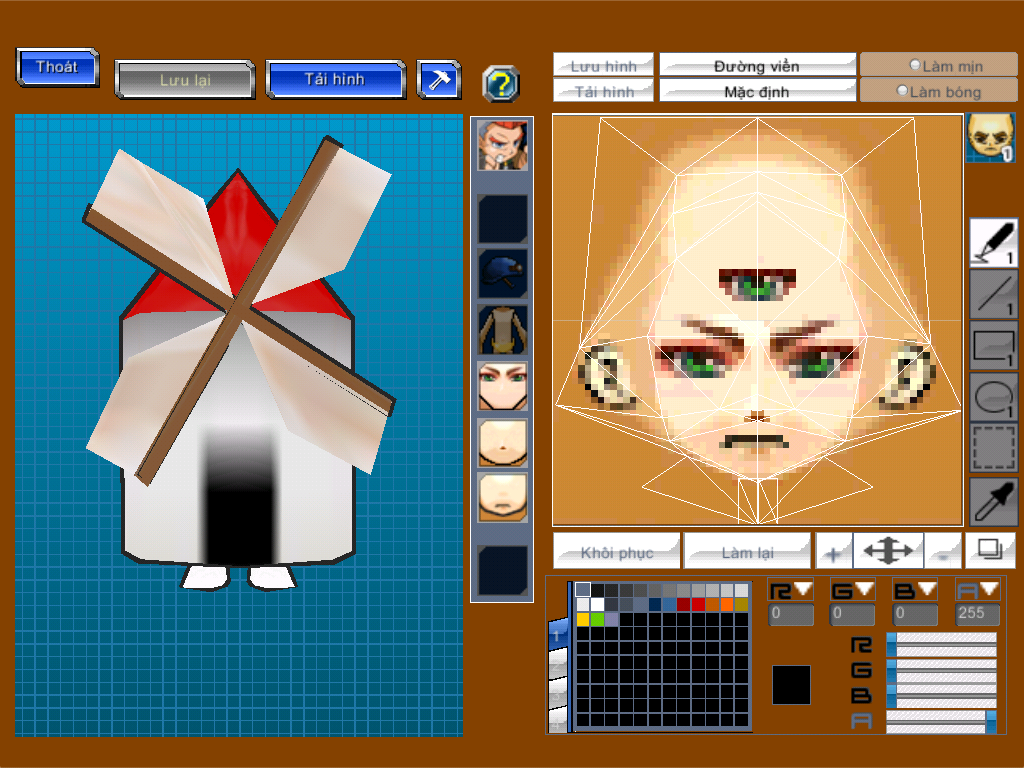 Thoát
Lưu lại
Tải hình
?
Lưu hình
Đường viền
Làm mịn
Tải hình
Mặc định
Làm bóng
1
1
1
1
1
Khôi phục
Làm lại
+
-
R
G
B
A
0
0
0
255
1
R
G
B
A